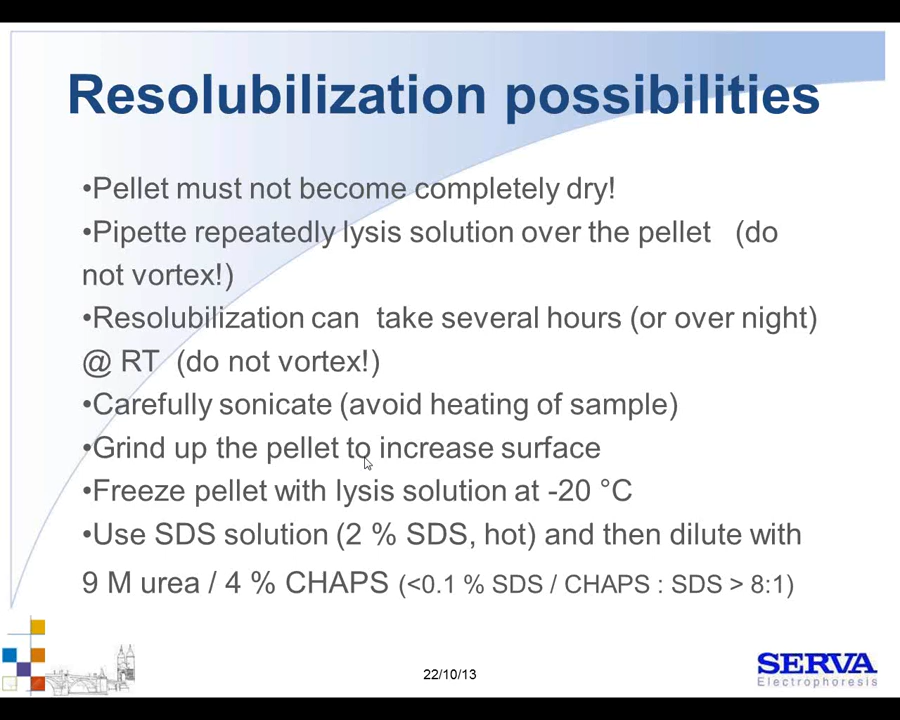 Resolubilization possibilities
•Pellet must not become completely dry!
•Pipette repeatedly lysis solution over the pellet (do
not vortex!)
•Resolubilization can take several hours (or over night)
@ RT (do not vortex!)
•Carefully sonicate (avoid heating of sample)
•Grind up the pellet to increase surface
•Freeze pellet with lysis solution at -20 °C
•Use SDS solution (2 % SDS, hot) and then dilute with
9 M urea / 4 % CHAPS (<0.1 % SDS / CHAPS : SDS > 8:1)
22/10/13
SERVA
Electrophoresis